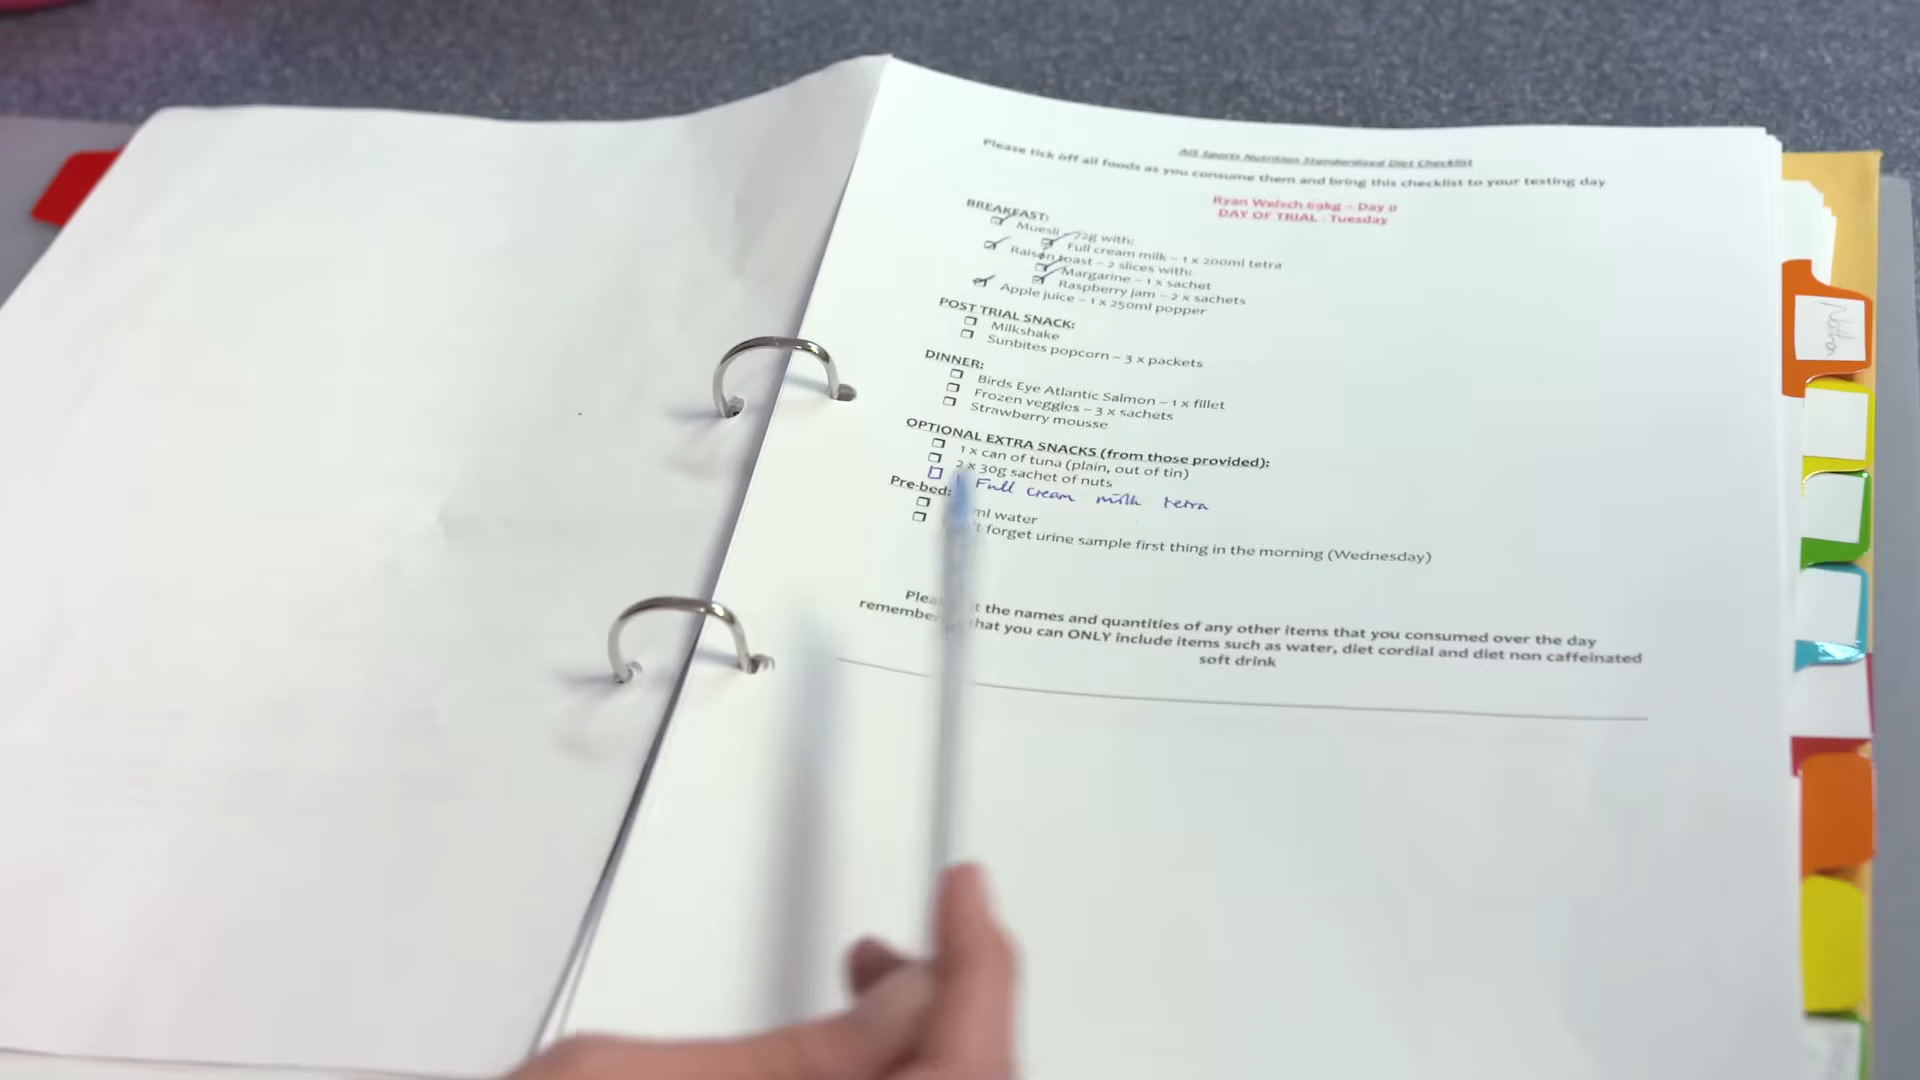 AIS Sports Nutrition Standardised Diet Checklist
Please tick off all foods as you consume them and bring this checklist to your testing day
Ryan Welsch 69kg – Day 0
DAY OF TRIAL - Tuesday
BREAKFAST:
Muesli – 72g with:
Full cream milk – 1 x 200ml tetra
Raisin toast – 2 slices with:
Margarine – 1 x sachet
Raspberry jam – 2 x sachets
Apple juice – 1 x 250ml popper
POST TRIAL SNACK:
Milkshake
Sunbites popcorn – 3 x packets
DINNER:
Birds Eye Atlantic Salmon – 1 x fillet
Frozen veggies – 3 x sachets
Strawberry mousse
OPTIONAL EXTRA SNACKS (from those provided):
1 x can of tuna (plain, out of tin)
2 x 30g sachet of nuts
Full cream milk tetra
Pre-bed:
ml water
forget urine sample first thing in the morning (Wednesday)
the names and quantities of any other items that you consumed over the day
that you can ONLY include items such as water, diet cordial and diet non caffeinated
soft drink